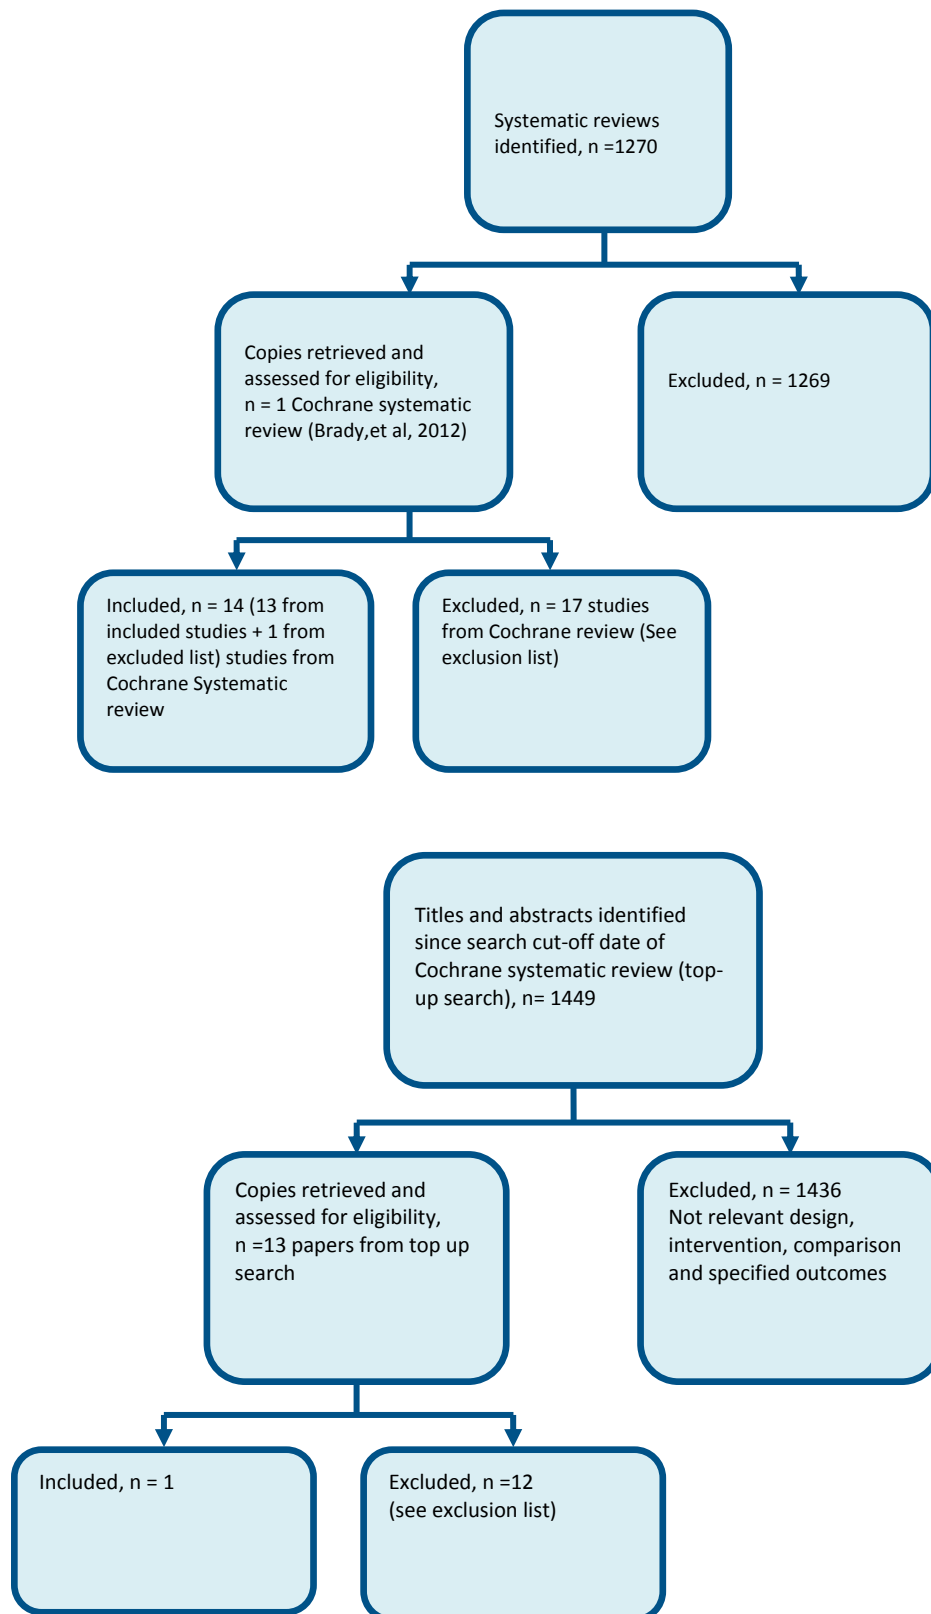 Systematic reviews
identified, n =1270
Copies retrieved and
assessed for eligibility,
n = 1 Cochrane systematic
review (Brady,et al, 2012)
Excluded, n = 1269
Included, n = 14 (13 from
included studies + 1 from
excluded list) studies from
Cochrane Systematic
review
Excluded, n = 17 studies
from Cochrane review (See
exclusion list)
Titles and abstracts identified
since search cut-off date of
Cochrane systematic review (top-
up search), n= 1449
Copies retrieved and
assessed for eligibility,
n =13 papers from top up
search
Excluded, n = 1436
Not relevant design,
intervention, comparison
and specified outcomes
Included, n = 1
Excluded, n =12
(see exclusion list)